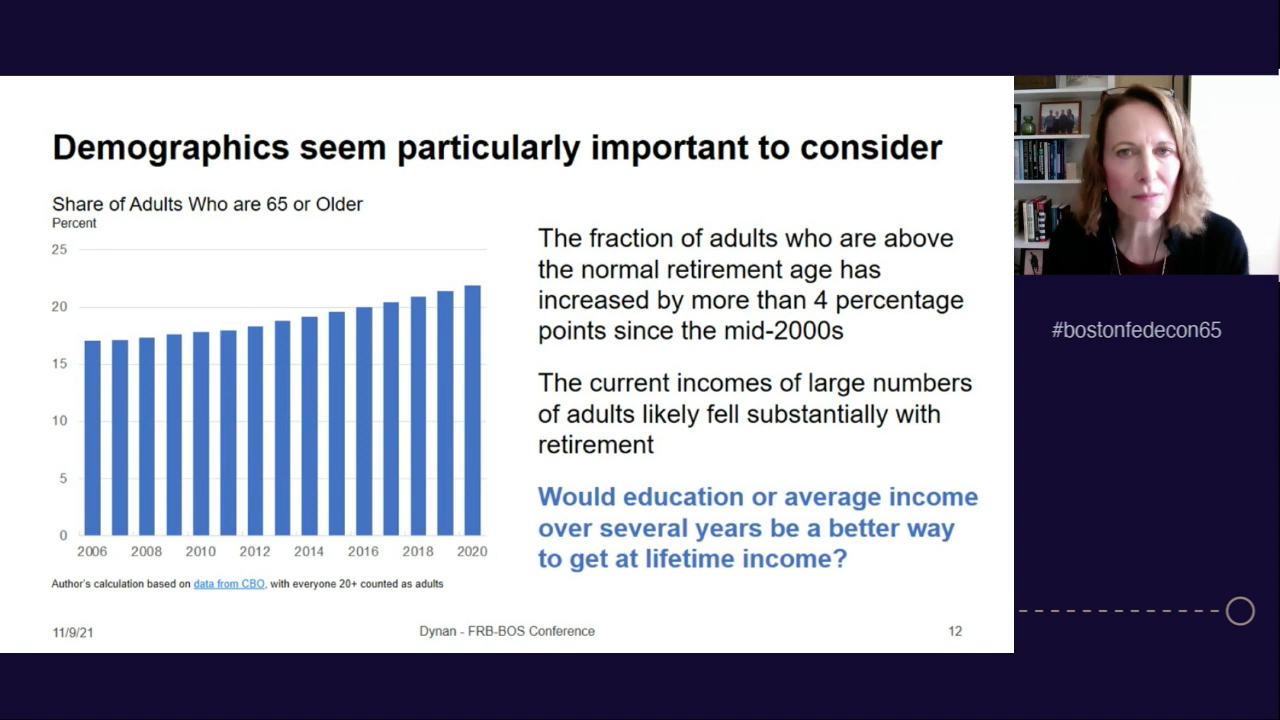 Demographics seem particularly important to consider
Share of Adults Who are 65 or Older
Percent
25
20
15
10
5
0
2006 2008 2010 2012 2014 2016 2018 2020
Author's calculation based on data from CBO, with everyone 20+ counted as adults
The fraction of adults who are above
the normal retirement age has
increased by more than 4 percentage
points since the mid-2000s
The current incomes of large numbers
of adults likely fell substantially with
retirement
Would education or average income
over several years be a better way
to get at lifetime income?
11/9/21
Dynan - FRB-BOS Conference
12
#bostonfedecon65